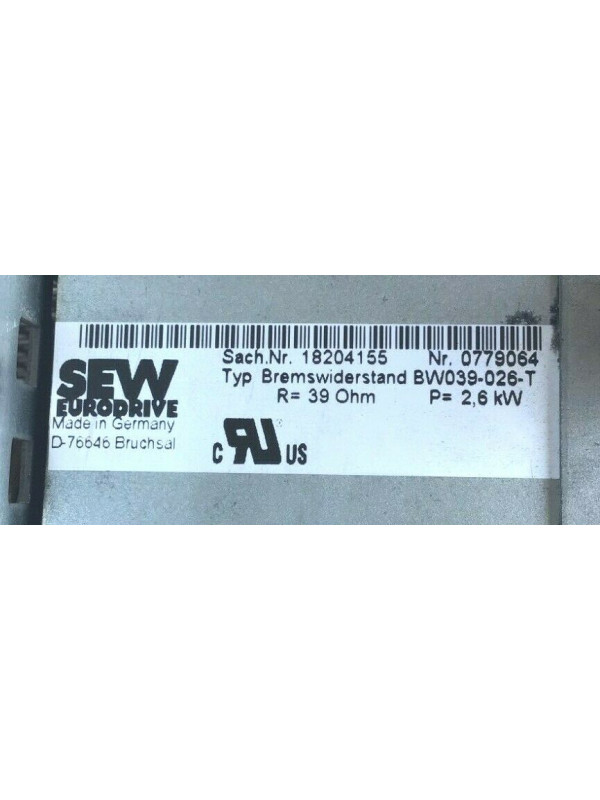 SEW
EURODRIVE
Made in Germany
D-76646 Bruchsal
Sach.Nr. 18204155 Nr. 0779064
Typ Bremswiderstand BW039-026-T
R= 39 Ohm P= 2,6 kW
C RU US